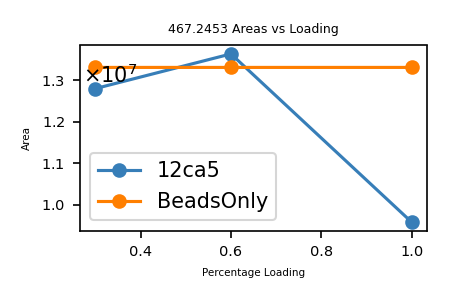 467.2453 Areas vs Loading
×10⁷
1.3
1.2
1.1
1.0
Area
12ca5
BeadsOnly
0.4 0.6 0.8 1.0
Percentage Loading